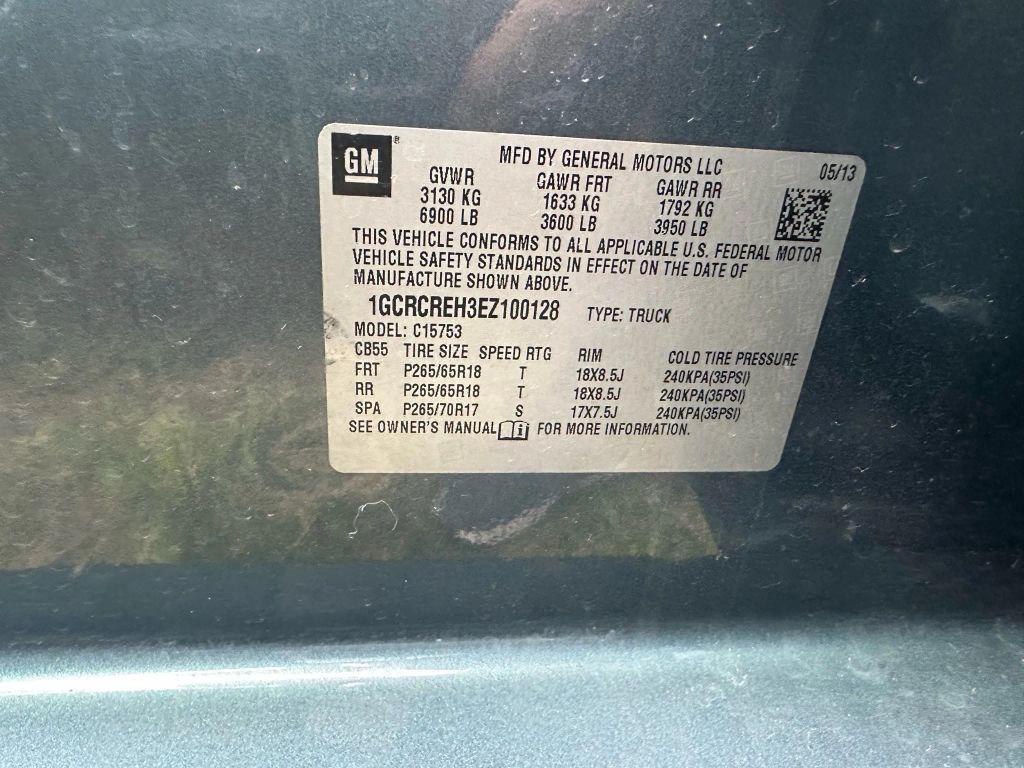 GM®
MFD BY GENERAL MOTORS LLC 05/13
GVWR GAWR FRT GAWR RR
3130 KG 1633 KG 1792 KG
6900 LB 3600 LB 3950 LB
THIS VEHICLE CONFORMS TO ALL APPLICABLE U.S. FEDERAL MOTOR
VEHICLE SAFETY STANDARDS IN EFFECT ON THE DATE OF
MANUFACTURE SHOWN ABOVE.
1GCRCREH3EZ100128 TYPE: TRUCK
MODEL: C15753
CB55 TIRE SIZE SPEED RTG RIM COLD TIRE PRESSURE
FRT P265/65R18 T 18X8.5J 240KPA(35PSI)
RR P265/65R18 T 18X8.5J 240KPA(35PSI)
SPA P265/70R17 S 17X7.5J 240KPA(35PSI)
SEE OWNER'S MANUAL i FOR MORE INFORMATION.